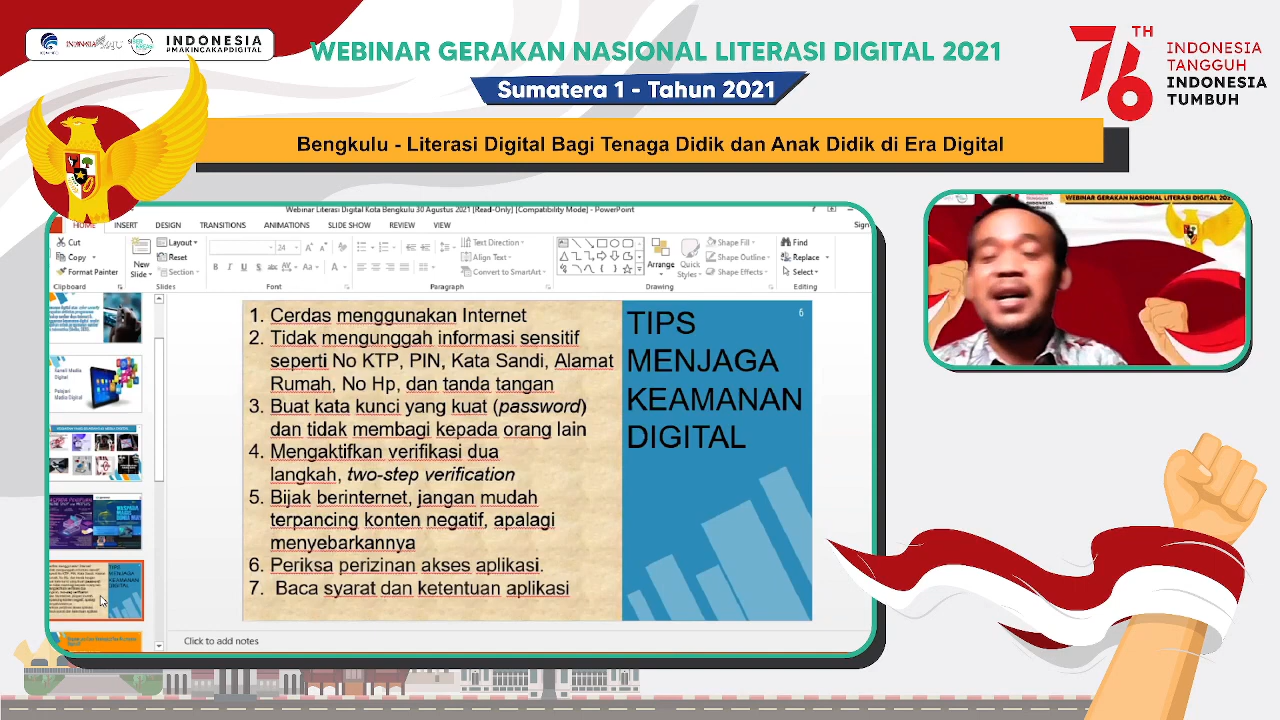 INDONESIA
#MAKINCAKAPDIGITAL
WEBINAR GERAKAN NASIONAL LITERASI DIGITAL 2021
Sumatera 1 - Tahun 2021
76 TH
INDONESIA
TANGGUH
INDONESIA
TUMBUH
Bengkulu - Literasi Digital Bagi Tenaga Didik dan Anak Didik di Era Digital
Webinar Literasi Digital Kota Bengkulu 30 Agustus 2021 [Read-Only] [Compatibility Mode] - PowerPoint
HOME INSERT DESIGN TRANSITIONS ANIMATIONS SLIDE SHOW REVIEW VIEW Sign
Cut
Copy
Format Painter
Clipboard
New
Slide
Layout
Reset
Section
Slides
24
Font
Text Direction
Align Text
Convert to SmartArt
Paragraph
Arrange
Quick
Styles
Shape Fill
Shape Outline
Shape Effects
Drawing
Find
Replace
Select
Editing
1. Cerdas menggunakan Internet
2. Tidak mengunggah informasi sensitif
seperti No KTP, PIN, Kata Sandi, Alamat
Rumah, No Hp, dan tanda tangan
3. Buat kata kunci yang kuat (password)
dan tidak membagi kepada orang lain
4. Mengaktifkan verifikasi dua
langkah, two-step verification
5. Bijak berinternet, jangan mudah
terpancing konten negatif, apalagi
menyebarkannya
6. Periksa perizinan akses aplikasi.
7. Baca syarat dan ketentuan aplikasi
6
TIPS
MENJAGA
KEAMANAN
DIGITAL
Click to add notes
WEBINAR GERAKAN NASIONAL LITERASI DIGITAL 2021